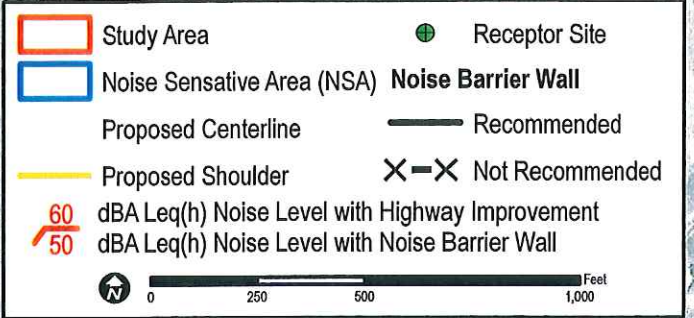 Study Area Receptor Site
Noise Sensative Area (NSA) Noise Barrier Wall
Proposed Centerline Recommended
Proposed Shoulder X-X Not Recommended
60 dBA Leq(h) Noise Level with Highway Improvement
50 dBA Leq(h) Noise Level with Noise Barrier Wall
N 0 250 500 1,000 Feet